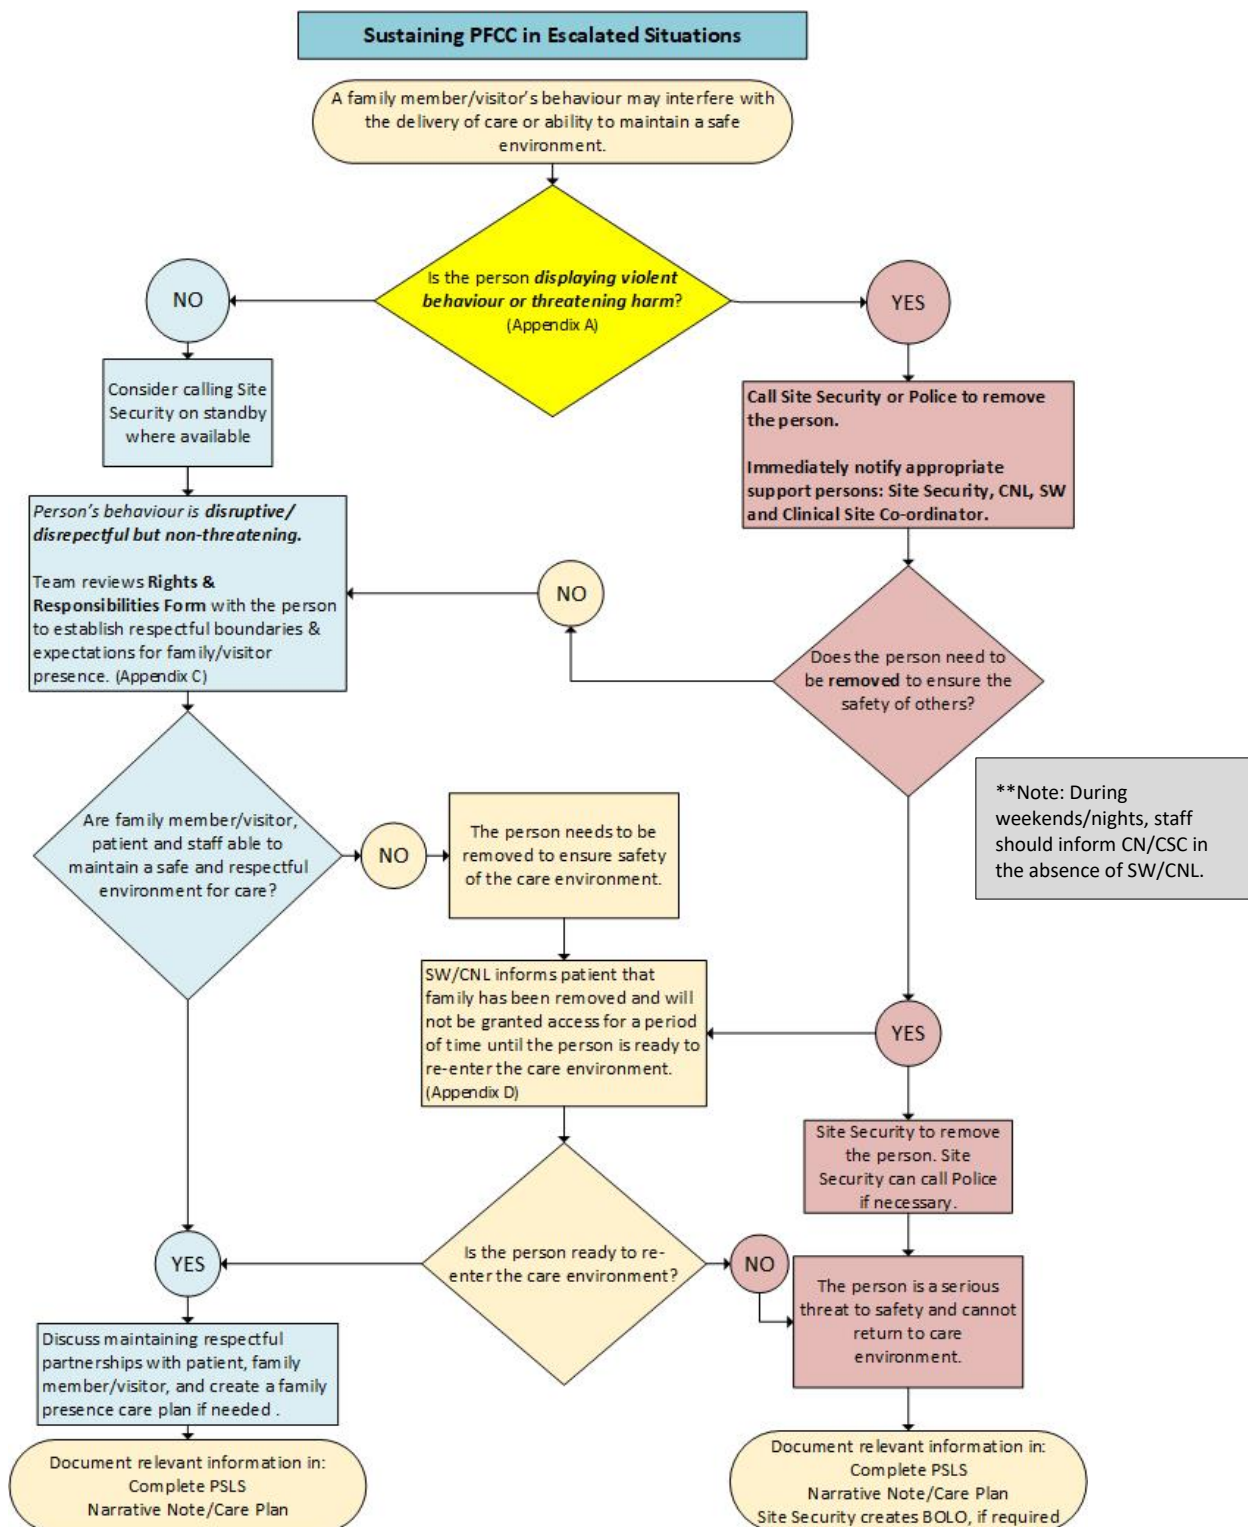 Sustaining PFCC in Escalated Situations
A family member/visitor's behaviour may interfere with
the delivery of care or ability to maintain a safe
environment.
Is the person displaying violent
behaviour or threatening harm?
(Appendix A)
NO
YES
Consider calling Site
Security on standby
where available
Call Site Security or Police to remove
the person.
Immediately notify appropriate
support persons: Site Security, CNL, SW
and Clinical Site Co-ordinator.
Person's behaviour is disruptive/
disrepectful but non-threatening.
Team reviews Rights &
Responsibilities Form with the person
to establish respectful boundaries &
expectations for family/visitor
presence. (Appendix C)
NO
Does the person need to
be removed to ensure the
safety of others?
**Note: During
weekends/nights, staff
should inform CN/CSC in
the absence of SW/CNL.
Are family member/visitor,
patient and staff able to
maintain a safe and respectful
environment for care?
NO
The person needs to be
removed to ensure safety
of the care environment.
SW/CNL informs patient that
family has been removed and will
not be granted access for a period
of time until the person is ready to
re-enter the care environment.
(Appendix D)
YES
Site Security to remove
the person. Site
Security can call Police
if necessary.
YES
Is the person ready to re-
enter the care environment?
NO
The person is a serious
threat to safety and cannot
return to care
environment.
Discuss maintaining respectful
partnerships with patient, family
member/visitor, and create a family
presence care plan if needed .
Document relevant information in:
Complete PSLS
Narrative Note/Care Plan
Document relevant information in:
Complete PSLS
Narrative Note/Care Plan
Site Security creates BOLO, if required